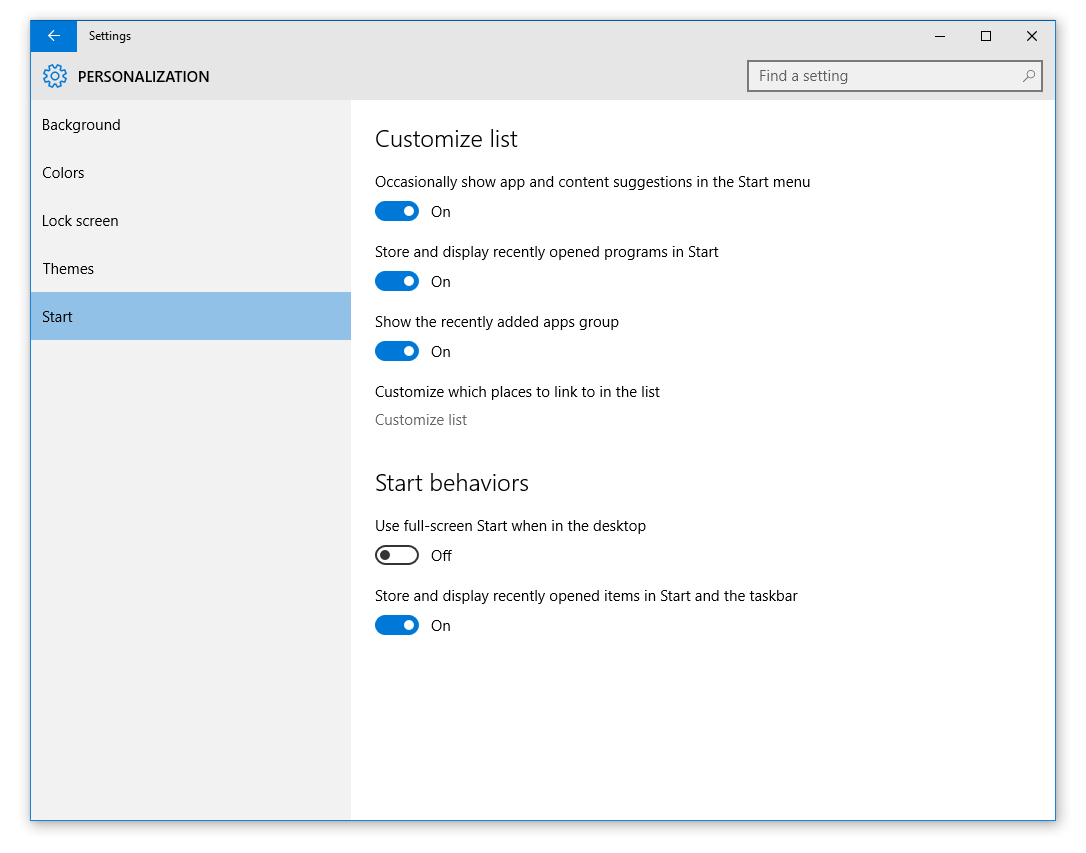 Settings
PERSONALIZATION
Find a setting
Background
Colors
Lock screen
Themes
Start
Customize list
Occasionally show app and content suggestions in the Start menu
On
Store and display recently opened programs in Start
On
Show the recently added apps group
On
Customize which places to link to in the list
Customize list
Start behaviors
Use full-screen Start when in the desktop
Off
Store and display recently opened items in Start and the taskbar
On